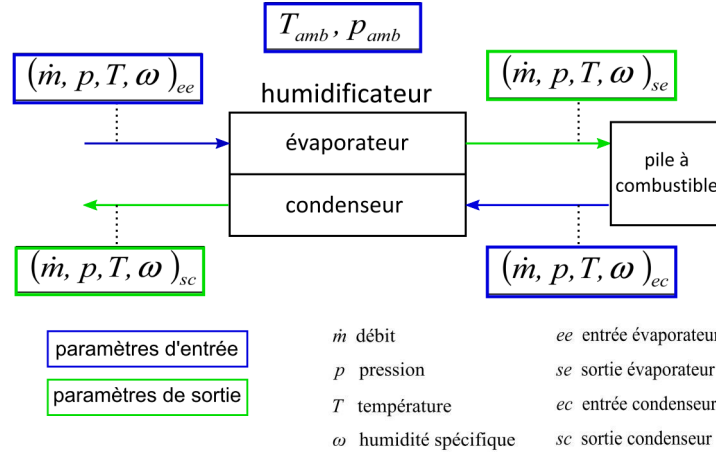 T_amb, p_amb
(ṁ, p, T, ω)_ee
(ṁ, p, T, ω)_se
humidificateur
évaporateur
condenseur
pile à
combustible
(ṁ, p, T, ω)_sc
(ṁ, p, T, ω)_ec
paramètres d'entrée
paramètres de sortie
ṁ débit
p pression
T température
ω humidité spécifique
ee entrée évaporateur
se sortie évaporateur
ec entrée condenseur
sc sortie condenseur